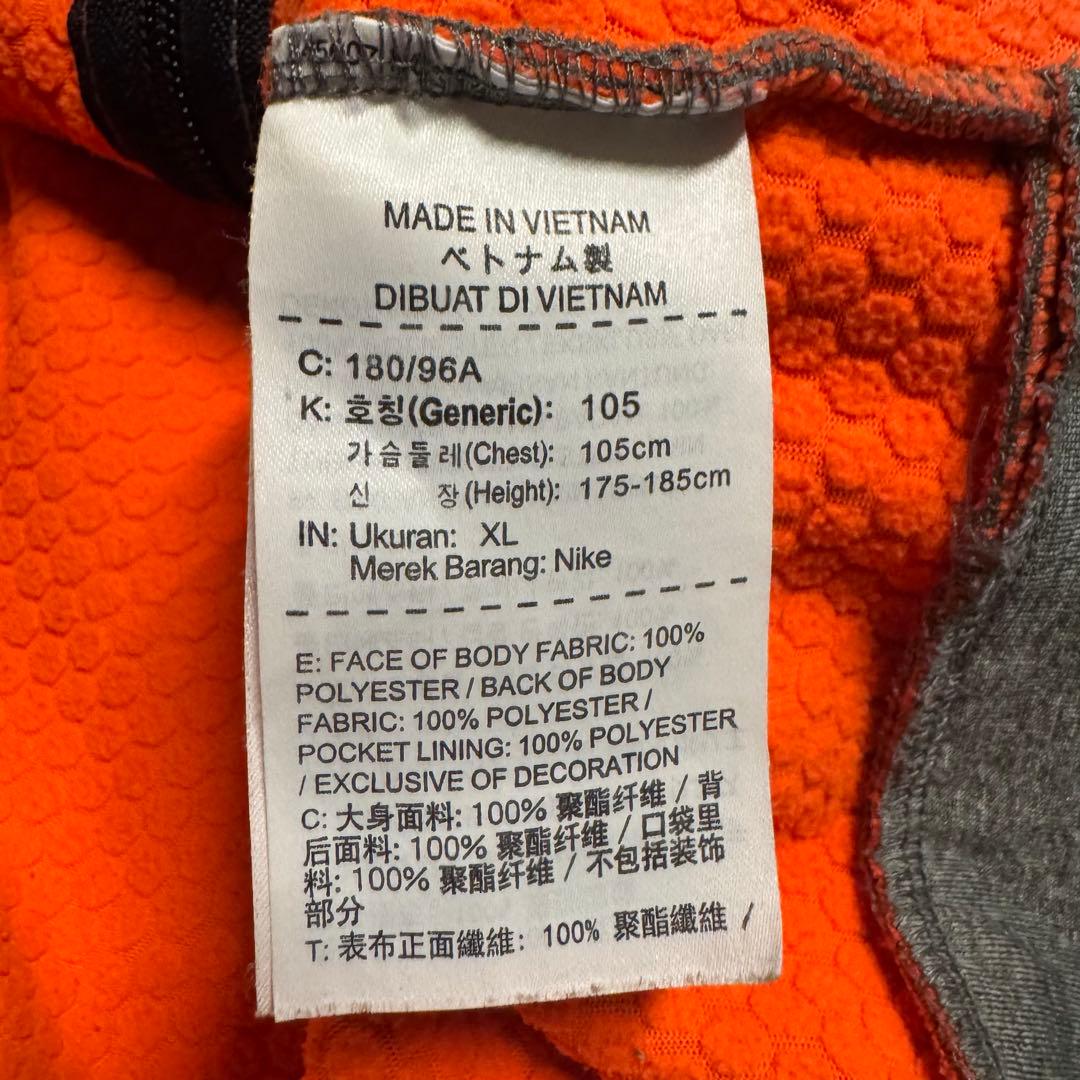 MADE IN VIETNAM
ベトナム製
DIBUAT DI VIETNAM
C: 180/96A
K: 호칭(Generic): 105
가슴둘레(Chest): 105cm
신 장(Height): 175-185cm
IN: Ukuran: XL
Merek Barang: Nike
E: FACE OF BODY FABRIC: 100%
POLYESTER / BACK OF BODY
FABRIC: 100% POLYESTER /
POCKET LINING: 100% POLYESTER
/ EXCLUSIVE OF DECORATION
C: 大身面料: 100% 聚酯纤维 / 背
后面料: 100% 聚酯纤维 / 口袋里
料: 100% 聚酯纤维 / 不包括装饰
部分
T: 表布正面纖維: 100% 聚酯纖維 /